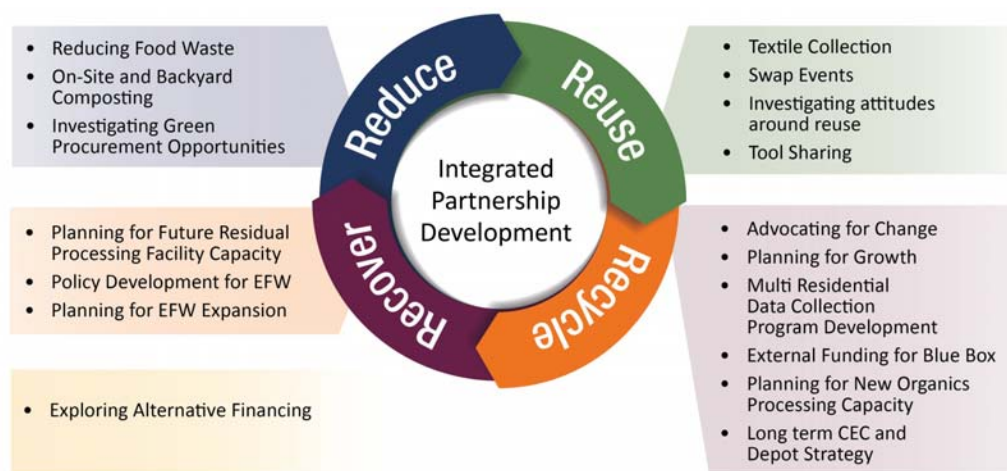 • Reducing Food Waste
• On-Site and Backyard
Composting
• Investigating Green
Procurement Opportunities
Reduce
Reuse
Recycle
Recover
Integrated
Partnership
Development
• Textile Collection
• Swap Events
• Investigating attitudes
around reuse
• Tool Sharing
• Planning for Future Residual
Processing Facility Capacity
• Policy Development for EFW
• Planning for EFW Expansion
• Advocating for Change
• Planning for Growth
• Multi Residential
Data Collection
Program Development
• External Funding for Blue Box
• Planning for New Organics
Processing Capacity
• Long term CEC and
Depot Strategy
• Exploring Alternative Financing